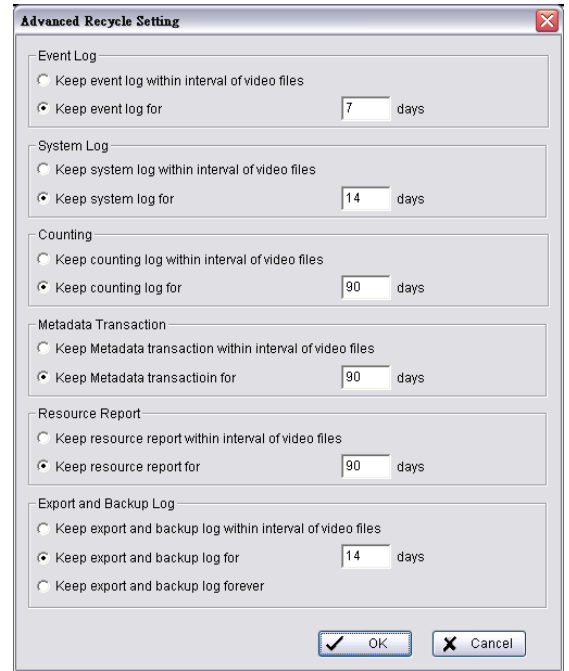 Advanced Recycle Setting
Event Log
Keep event log within interval of video files
Keep event log for 7 days
System Log
Keep system log within interval of video files
Keep system log for 14 days
Counting
Keep counting log within interval of video files
Keep counting log for 90 days
Metadata Transaction
Keep Metadata transaction within interval of video files
Keep Metadata transactioin for 90 days
Resource Report
Keep resource report within interval of video files
Keep resource report for 90 days
Export and Backup Log
Keep export and backup log within interval of video files
Keep export and backup log for 14 days
Keep export and backup log forever
OK Cancel